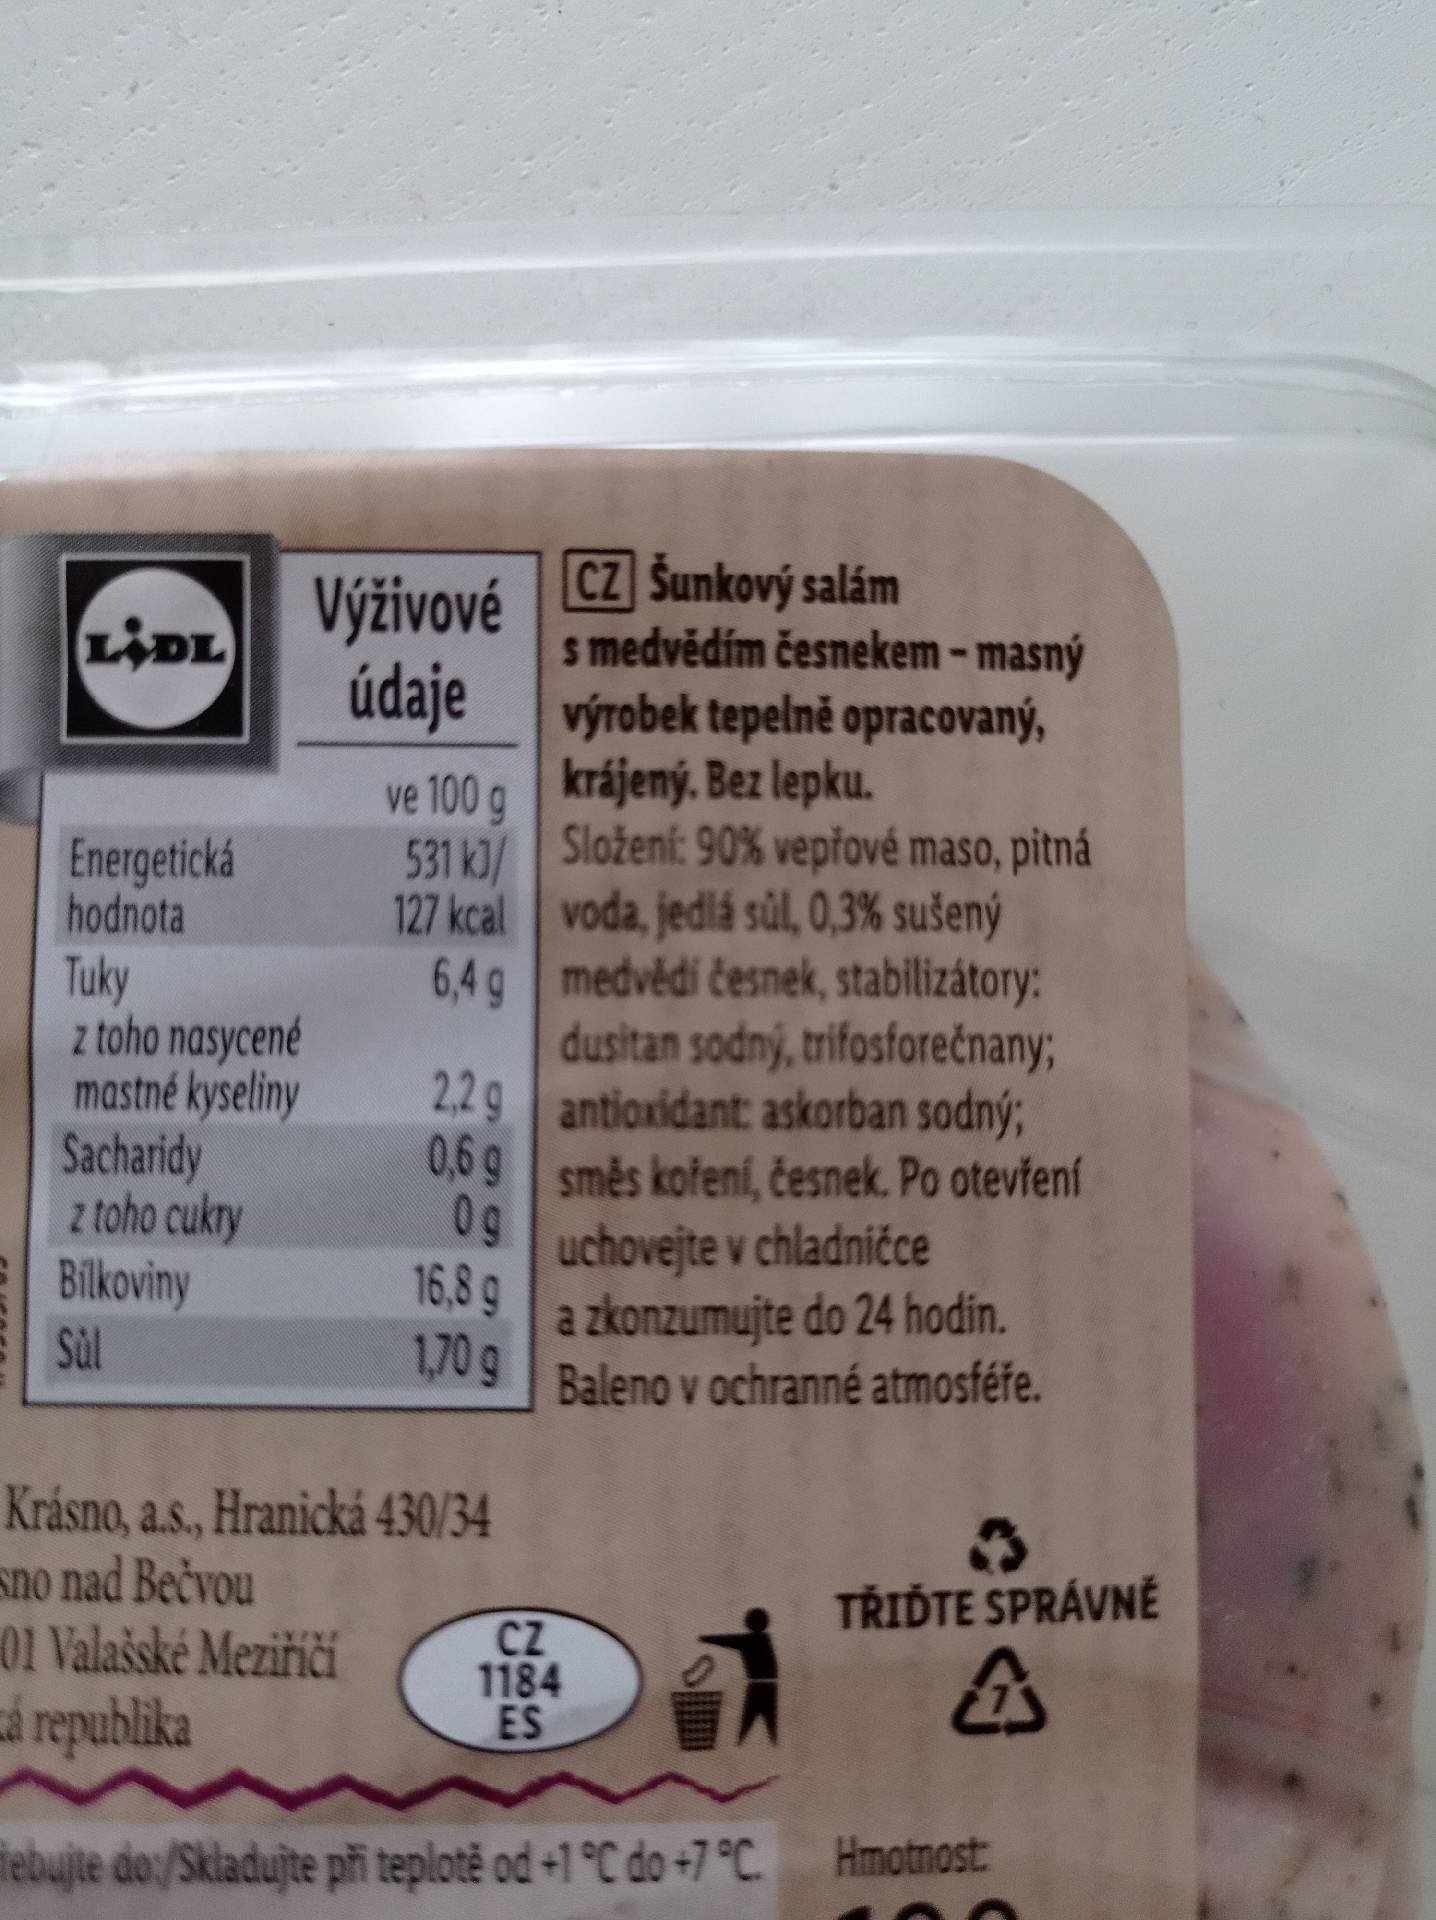 LIDL
Výživové
údaje
ve 100 g
Energetická 531 kJ/
hodnota 127 kcal
Tuky 6,4 g
z toho nasycené
mastné kyseliny 2,2 g
Sacharidy 0,6 g
z toho cukry 0 g
Bílkoviny 16,8 g
Sůl 1,70 g
CZ Šunkový salám
s medvědím česnekem – masný
výrobek tepelně opracovaný,
krájený. Bez lepku.
Složení: 90% vepřové maso, pitná
voda, jedlá sůl, 0,3% sušený
medvědí česnek, stabilizátory:
dusitan sodný, trifosforečnany;
antioxidant: askorban sodný;
směs koření, česnek. Po otevření
uchovejte v chladničce
a zkonzumujte do 24 hodin.
Baleno v ochranné atmosféře.
Krásno, a.s., Hranická 430/34
sno nad Bečvou
01 Valašské Meziříčí
á republika
CZ
1184
ES
TŘIĎTE SPRÁVNĚ
7
řebujte do:/Skladujte při teplotě od +1 °C do +7 °C.
Hmotnost: